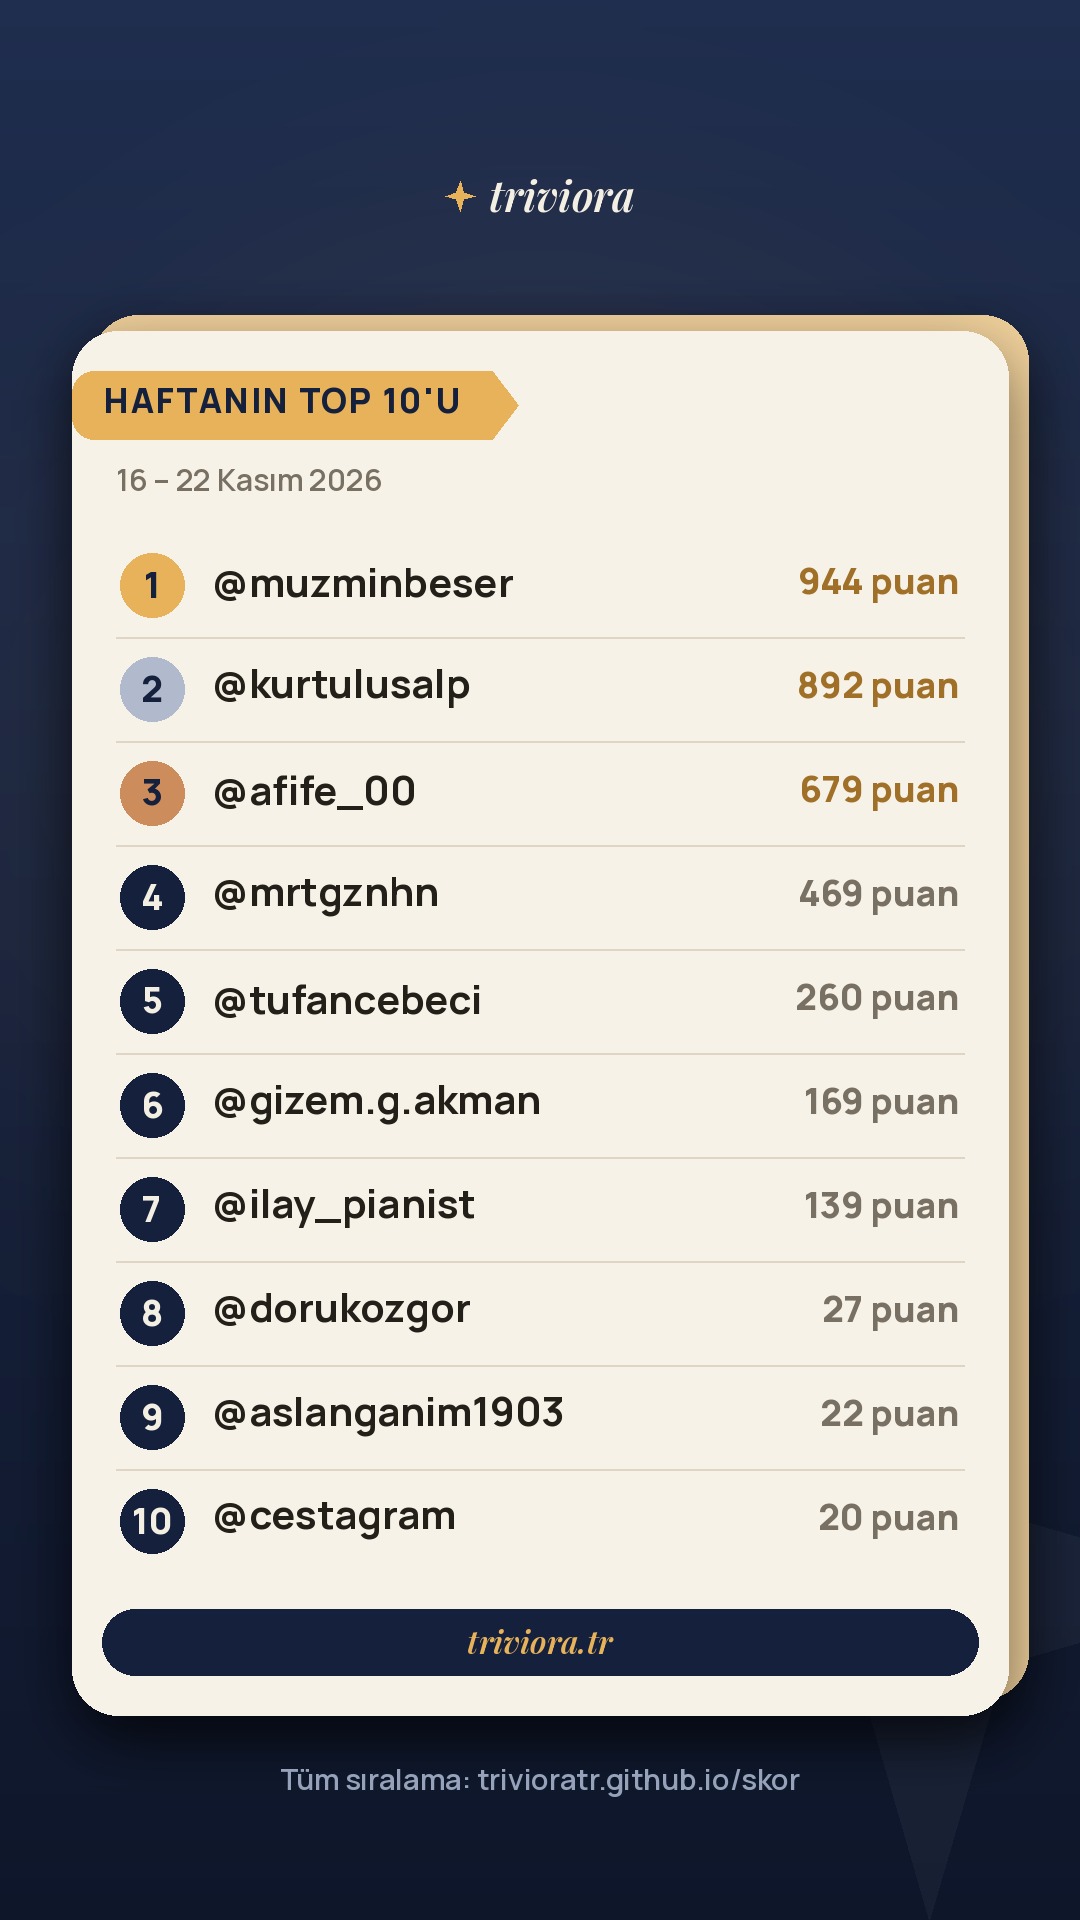 triviora
HAFTANIN TOP 10'U
16 – 22 Kasım 2026
1 @muzminbeser 944 puan
2 @kurtulusalp 892 puan
3 @afife_00 679 puan
4 @mrtgznhn 469 puan
5 @tufancebeci 260 puan
6 @gizem.g.akman 169 puan
7 @ilay_pianist 139 puan
8 @dorukozgor 27 puan
9 @aslanganim1903 22 puan
10 @cestagram 20 puan
triviora.tr
Tüm sıralama: trivioratr.github.io/skor